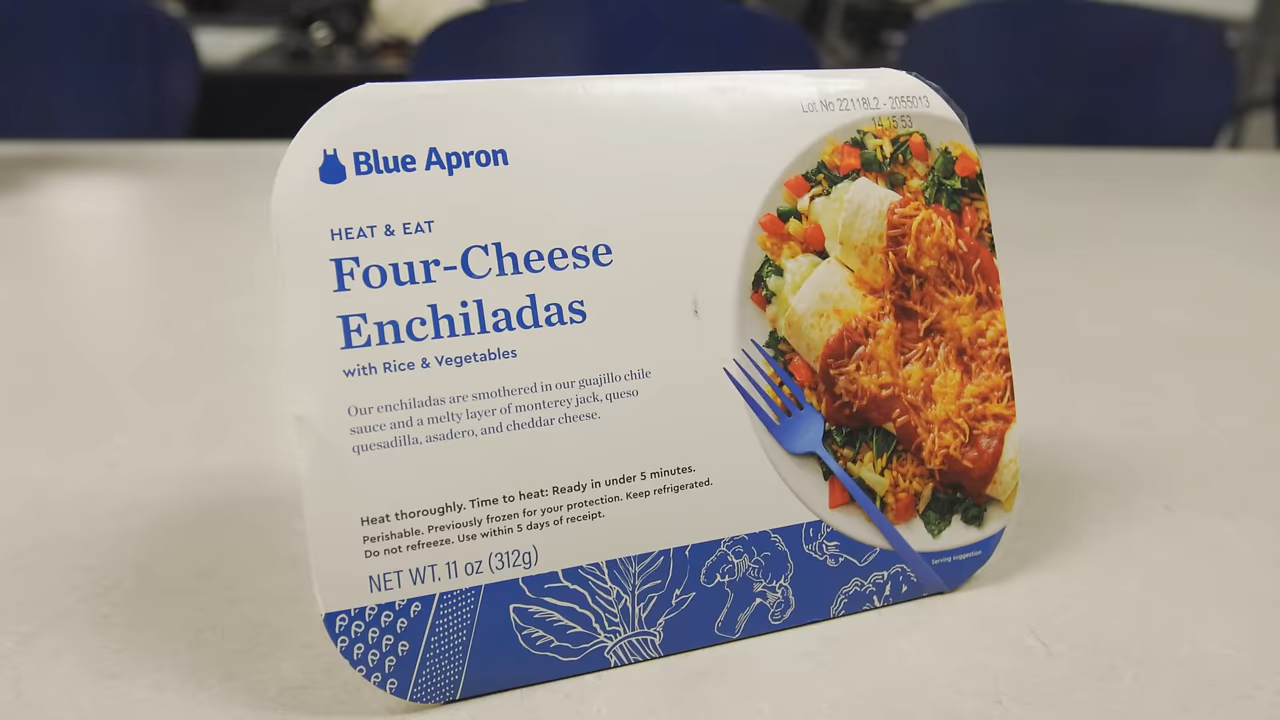 Lot No 22118L2 - 2055013
14:15:53
Blue Apron
HEAT & EAT
Four-Cheese
Enchiladas
with Rice & Vegetables
Our enchiladas are smothered in our guajillo chile
sauce and a melty layer of monterey jack, queso
quesadilla, asadero, and cheddar cheese.
Heat thoroughly. Time to heat: Ready in under 5 minutes.
Perishable. Previously frozen for your protection. Keep refrigerated.
Do not refreeze. Use within 5 days of receipt.
NET WT. 11 oz (312g)
Serving suggestion